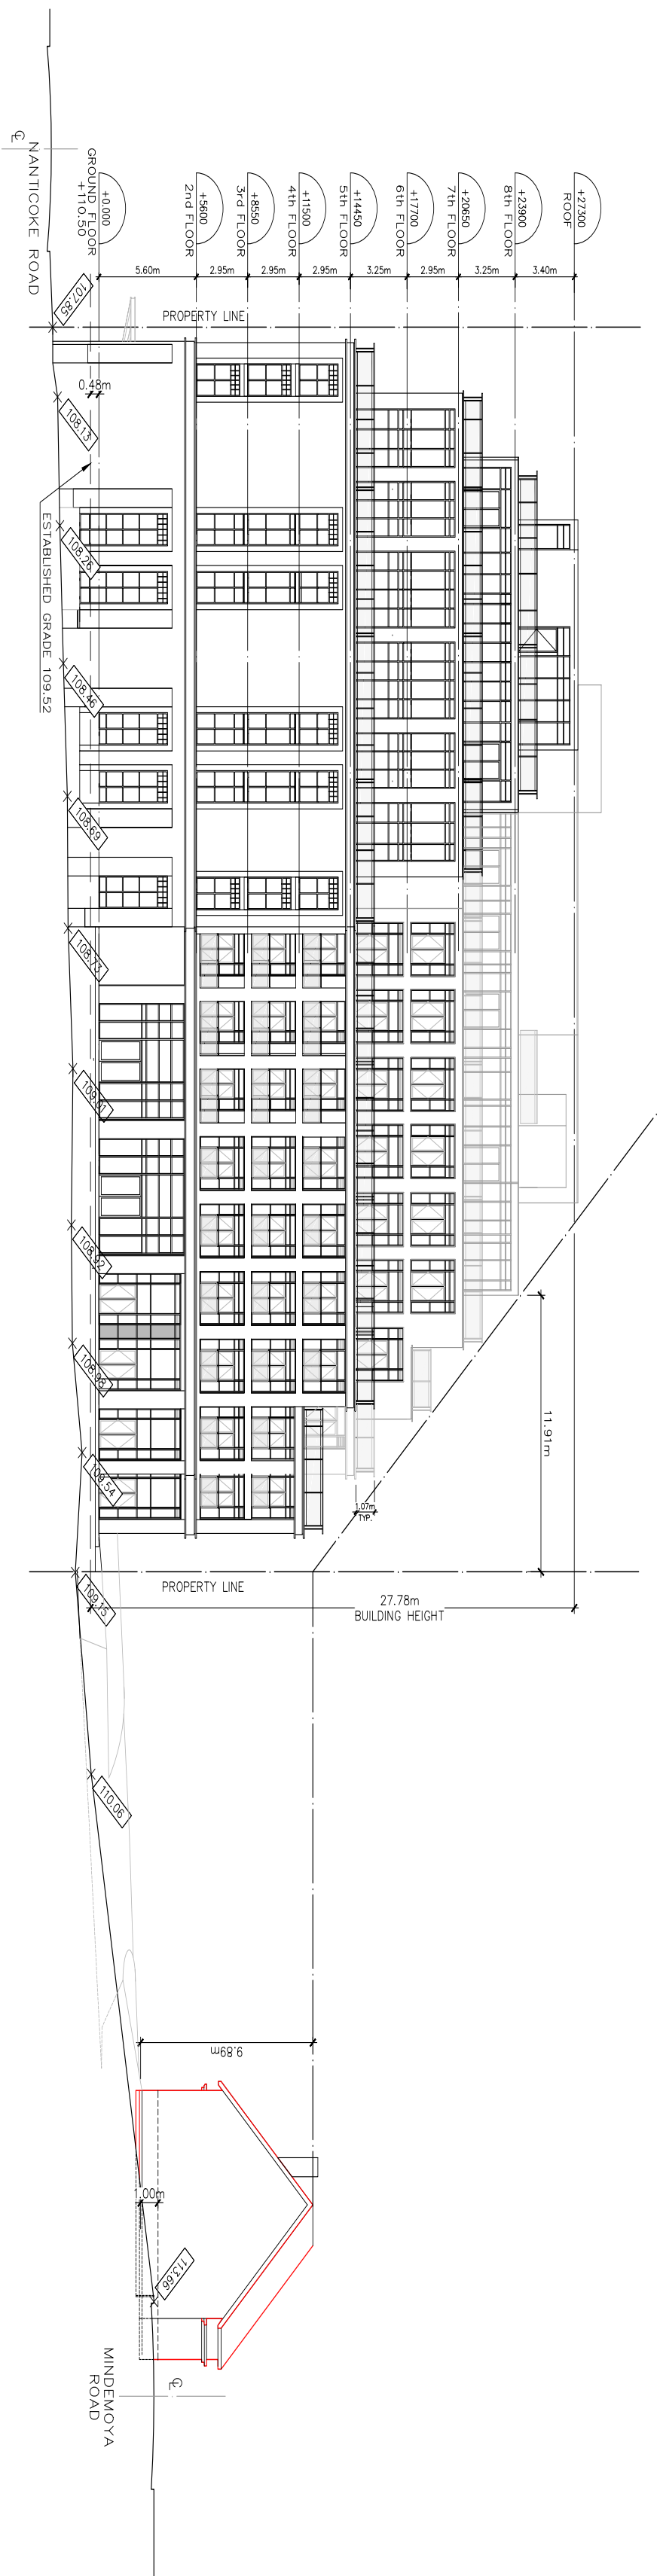 NANTICOKE ROAD
GROUND FLOOR
+110.50
+0.000
2nd FLOOR
+5600
3rd FLOOR
+8550
4th FLOOR
+11500
5th FLOOR
+14450
6th FLOOR
+17700
7th FLOOR
+20650
8th FLOOR
+23900
ROOF
+27300
5.60m
2.95m
2.95m
2.95m
3.25m
2.95m
3.25m
3.40m
PROPERTY LINE
107.85
0.48m
108.13
ESTABLISHED GRADE 109.52
108.26
108.46
108.69
108.73
109.01
108.92
108.98
109.54
11.91m
1.07m
TYP.
PROPERTY LINE
109.15
27.78m
BUILDING HEIGHT
110.06
9.89m
1.00m
113.66
MINDEMOYA
ROAD